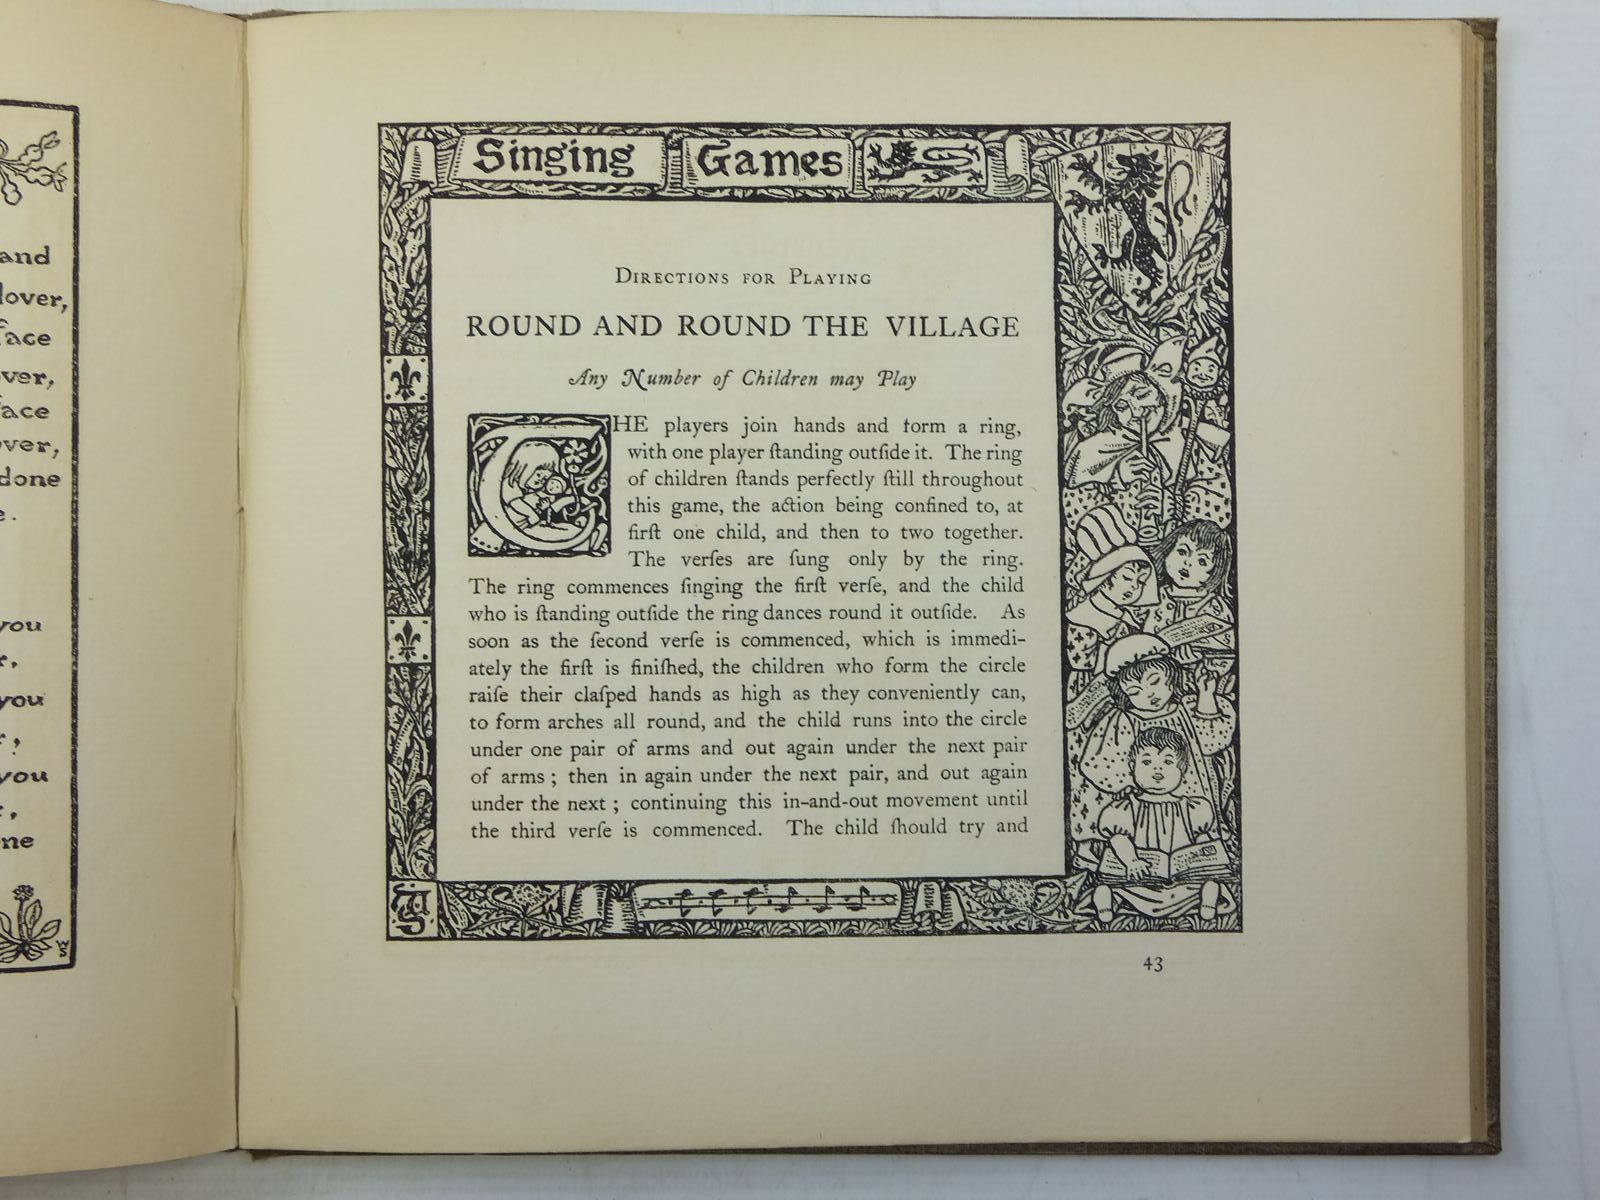 and
lover,
face
ver,
face
over,
done
e.
you
r,
you
r,
you
r,
ne
WS
Singing Games
Directions for Playing
ROUND AND ROUND THE VILLAGE
Any Number of Children may Play
THE players join hands and form a ring,
with one player ſtanding outſide it. The ring
of children ſtands perfectly ſtill throughout
this game, the action being confined to, at
firſt one child, and then to two together.
The verſes are ſung only by the ring.
The ring commences ſinging the firſt verſe, and the child
who is ſtanding outſide the ring dances round it outſide. As
soon as the ſecond verſe is commenced, which is immedi-
ately the firſt is finiſhed, the children who form the circle
raiſe their claſped hands as high as they conveniently can,
to form arches all round, and the child runs into the circle
under one pair of arms and out again under the next pair
of arms ; then in again under the next pair, and out again
under the next ; continuing this in-and-out movement until
the third verſe is commenced. The child ſhould try and
43